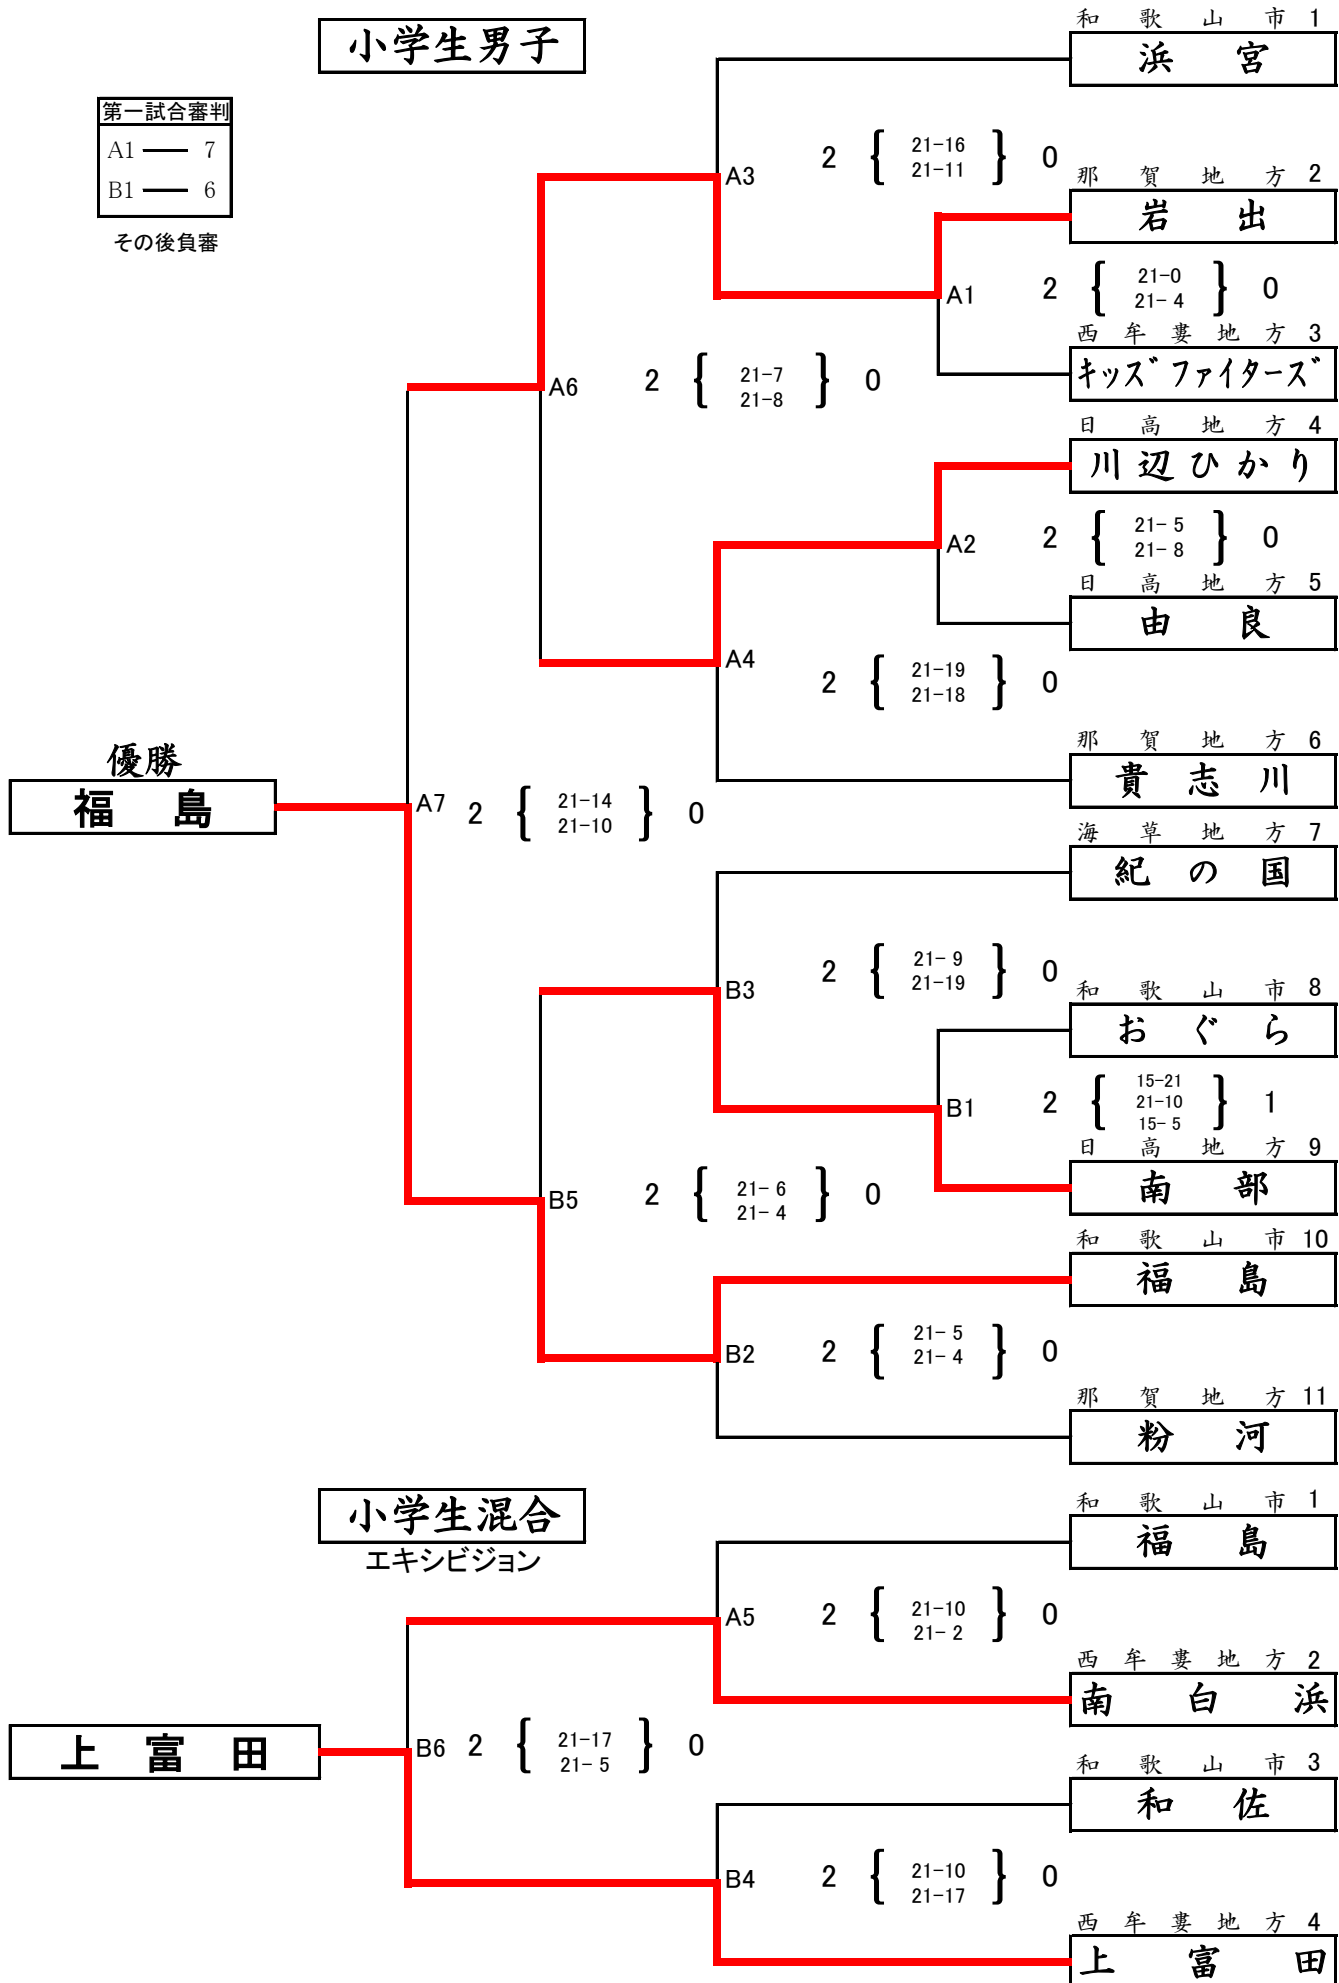 小学生男子
第一試合審判
A1 ― 7
B1 ― 6
その後負審
和歌山市 1
浜宮
A3 2 { 21-16 21-11 } 0
那賀地方 2
岩出
A1 2 { 21-0 21-4 } 0
西牟婁地方 3
キッズファイターズ
A6 2 { 21-7 21-8 } 0
日高地方 4
川辺ひかり
A2 2 { 21-5 21-8 } 0
日高地方 5
由良
A4 2 { 21-19 21-18 } 0
那賀地方 6
貴志川
優勝
福島
A7 2 { 21-14 21-10 } 0
海草地方 7
紀の国
B3 2 { 21-9 21-19 } 0
和歌山市 8
おぐら
B1 2 { 15-21 21-10 15-5 } 1
日高地方 9
南部
B5 2 { 21-6 21-4 } 0
和歌山市 10
福島
B2 2 { 21-5 21-4 } 0
那賀地方 11
粉河
小学生混合
エキシビジョン
和歌山市 1
福島
A5 2 { 21-10 21-2 } 0
西牟婁地方 2
南白浜
上富田
B6 2 { 21-17 21-5 } 0
和歌山市 3
和佐
B4 2 { 21-10 21-17 } 0
西牟婁地方 4
上富田